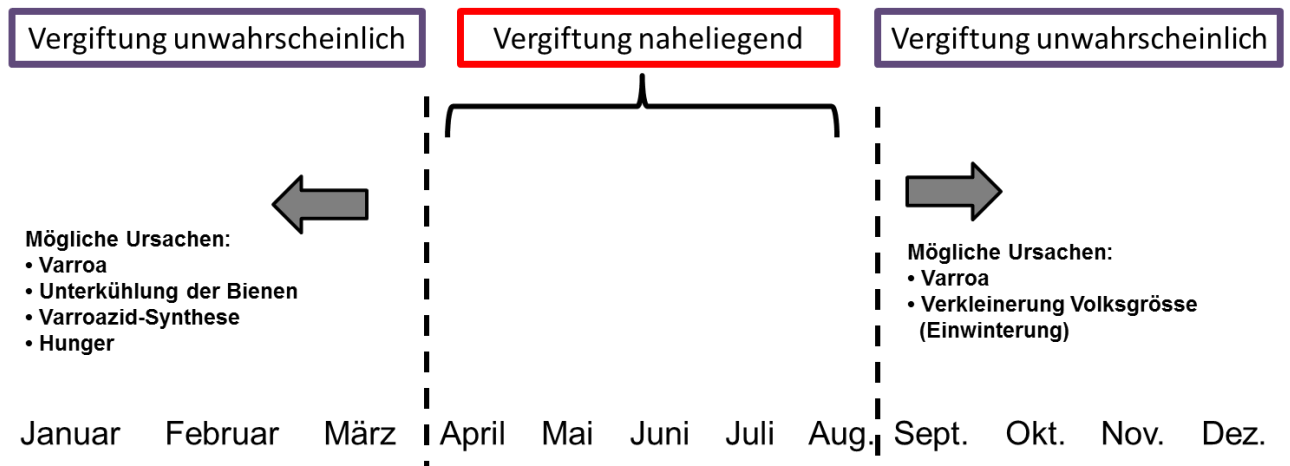 Vergiftung unwahrscheinlich
Vergiftung naheliegend
Vergiftung unwahrscheinlich
Mögliche Ursachen:
• Varroa
• Unterkühlung der Bienen
• Varroazid-Synthese
• Hunger
Mögliche Ursachen:
• Varroa
• Verkleinerung Volksgrösse
(Einwinterung)
Januar Februar März April Mai Juni Juli Aug. Sept. Okt. Nov. Dez.